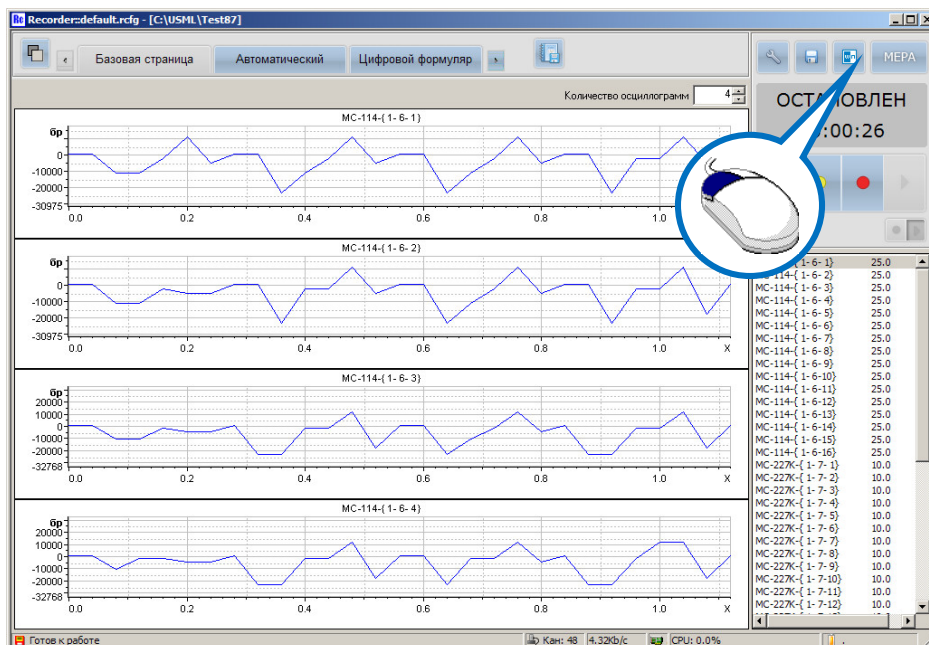 Rc Recorder::default.rcfg - [C:\USML\Test87]
Базовая страница
Автоматический
Цифровой формуляр
МЕРА
Количество осциллограмм 4
ОСТАНОВЛЕН
:00:26
MC-114-{ 1- 6- 1}
бр
0
-10000
-20000
-30975
0.0 0.2 0.4 0.6 0.8 1.0
MC-114-{ 1- 6- 2}
бр
0
-10000
-20000
-30975
0.0 0.2 0.4 0.6 0.8 1.0 X
MC-114-{ 1- 6- 3}
бр
20000
10000
0
-10000
-20000
-32768
0.0 0.2 0.4 0.6 0.8 1.0 X
MC-114-{ 1- 6- 4}
бр
20000
10000
0
-10000
-20000
-32768
0.0 0.2 0.4 0.6 0.8 1.0 X
-114-{ 1- 6- 1} 25.0
-114-{ 1- 6- 2} 25.0
MC-114-{ 1- 6- 3} 25.0
MC-114-{ 1- 6- 4} 25.0
MC-114-{ 1- 6- 5} 25.0
MC-114-{ 1- 6- 6} 25.0
MC-114-{ 1- 6- 7} 25.0
MC-114-{ 1- 6- 8} 25.0
MC-114-{ 1- 6- 9} 25.0
MC-114-{ 1- 6-10} 25.0
MC-114-{ 1- 6-11} 25.0
MC-114-{ 1- 6-12} 25.0
MC-114-{ 1- 6-13} 25.0
MC-114-{ 1- 6-14} 25.0
MC-114-{ 1- 6-15} 25.0
MC-114-{ 1- 6-16} 25.0
MC-227K-{ 1- 7- 1} 10.0
MC-227K-{ 1- 7- 2} 10.0
MC-227K-{ 1- 7- 3} 10.0
MC-227K-{ 1- 7- 4} 10.0
MC-227K-{ 1- 7- 5} 10.0
MC-227K-{ 1- 7- 6} 10.0
MC-227K-{ 1- 7- 7} 10.0
MC-227K-{ 1- 7- 8} 10.0
MC-227K-{ 1- 7- 9} 10.0
MC-227K-{ 1- 7-10} 10.0
MC-227K-{ 1- 7-11} 10.0
MC-227K-{ 1- 7-12} 10.0
Готов к работе
Кан: 48
4.32Kb/c
CPU: 0.0%
.